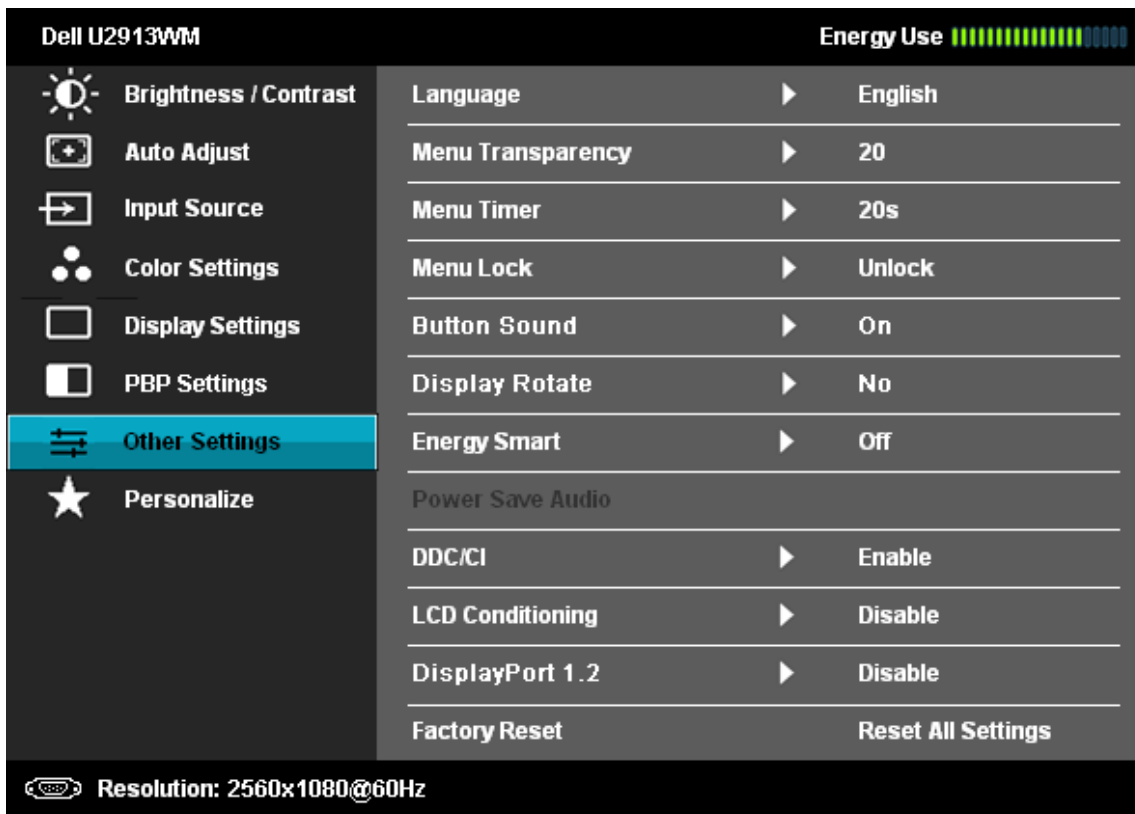 Dell U2913WM Energy Use
Brightness / Contrast Language English
Auto Adjust Menu Transparency 20
Input Source Menu Timer 20s
Color Settings Menu Lock Unlock
Display Settings Button Sound On
PBP Settings Display Rotate No
Other Settings Energy Smart Off
Personalize Power Save Audio
DDC/CI Enable
LCD Conditioning Disable
DisplayPort 1.2 Disable
Factory Reset Reset All Settings
Resolution: 2560x1080@60Hz